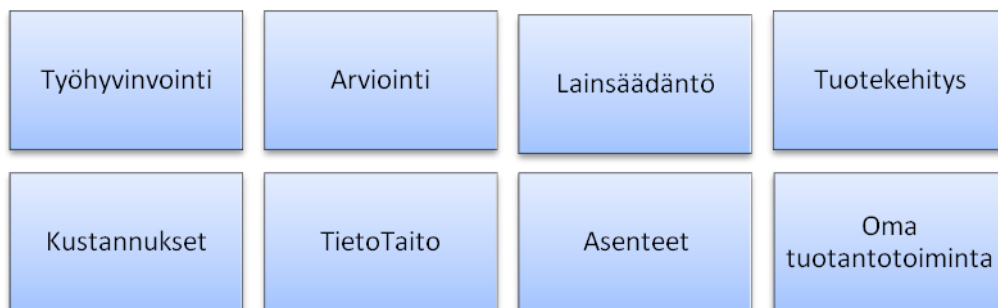 Työhyvinvointi
Arviointi
Lainsäädäntö
Tuotekehitys
Kustannukset
TietoTaito
Asenteet
Oma
tuotantotoiminta